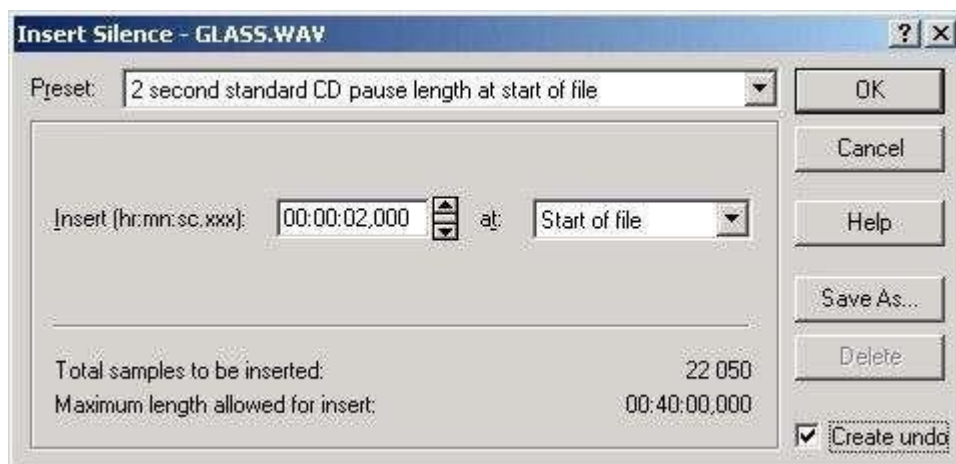 Insert Silence - GLASS.WAV
Preset: 2 second standard CD pause length at start of file
OK
Cancel
Insert (hr:mn:sc.xxx): 00:00:02,000 at: Start of file
Help
Save As...
Total samples to be inserted: 22 050
Delete
Maximum length allowed for insert: 00:40:00,000
Create undo